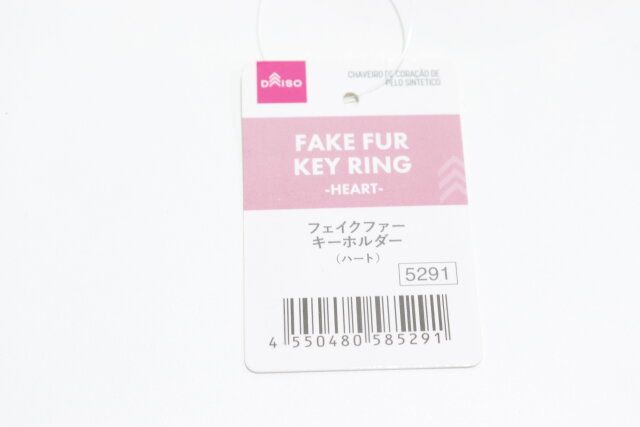 DAISO
CHAVEIRO DE CORAÇÃO DE
PELO SINTÉTICO
FAKE FUR
KEY RING
-HEART-
フェイクファー
キーホルダー
（ハート）
5291
4 550480 585291